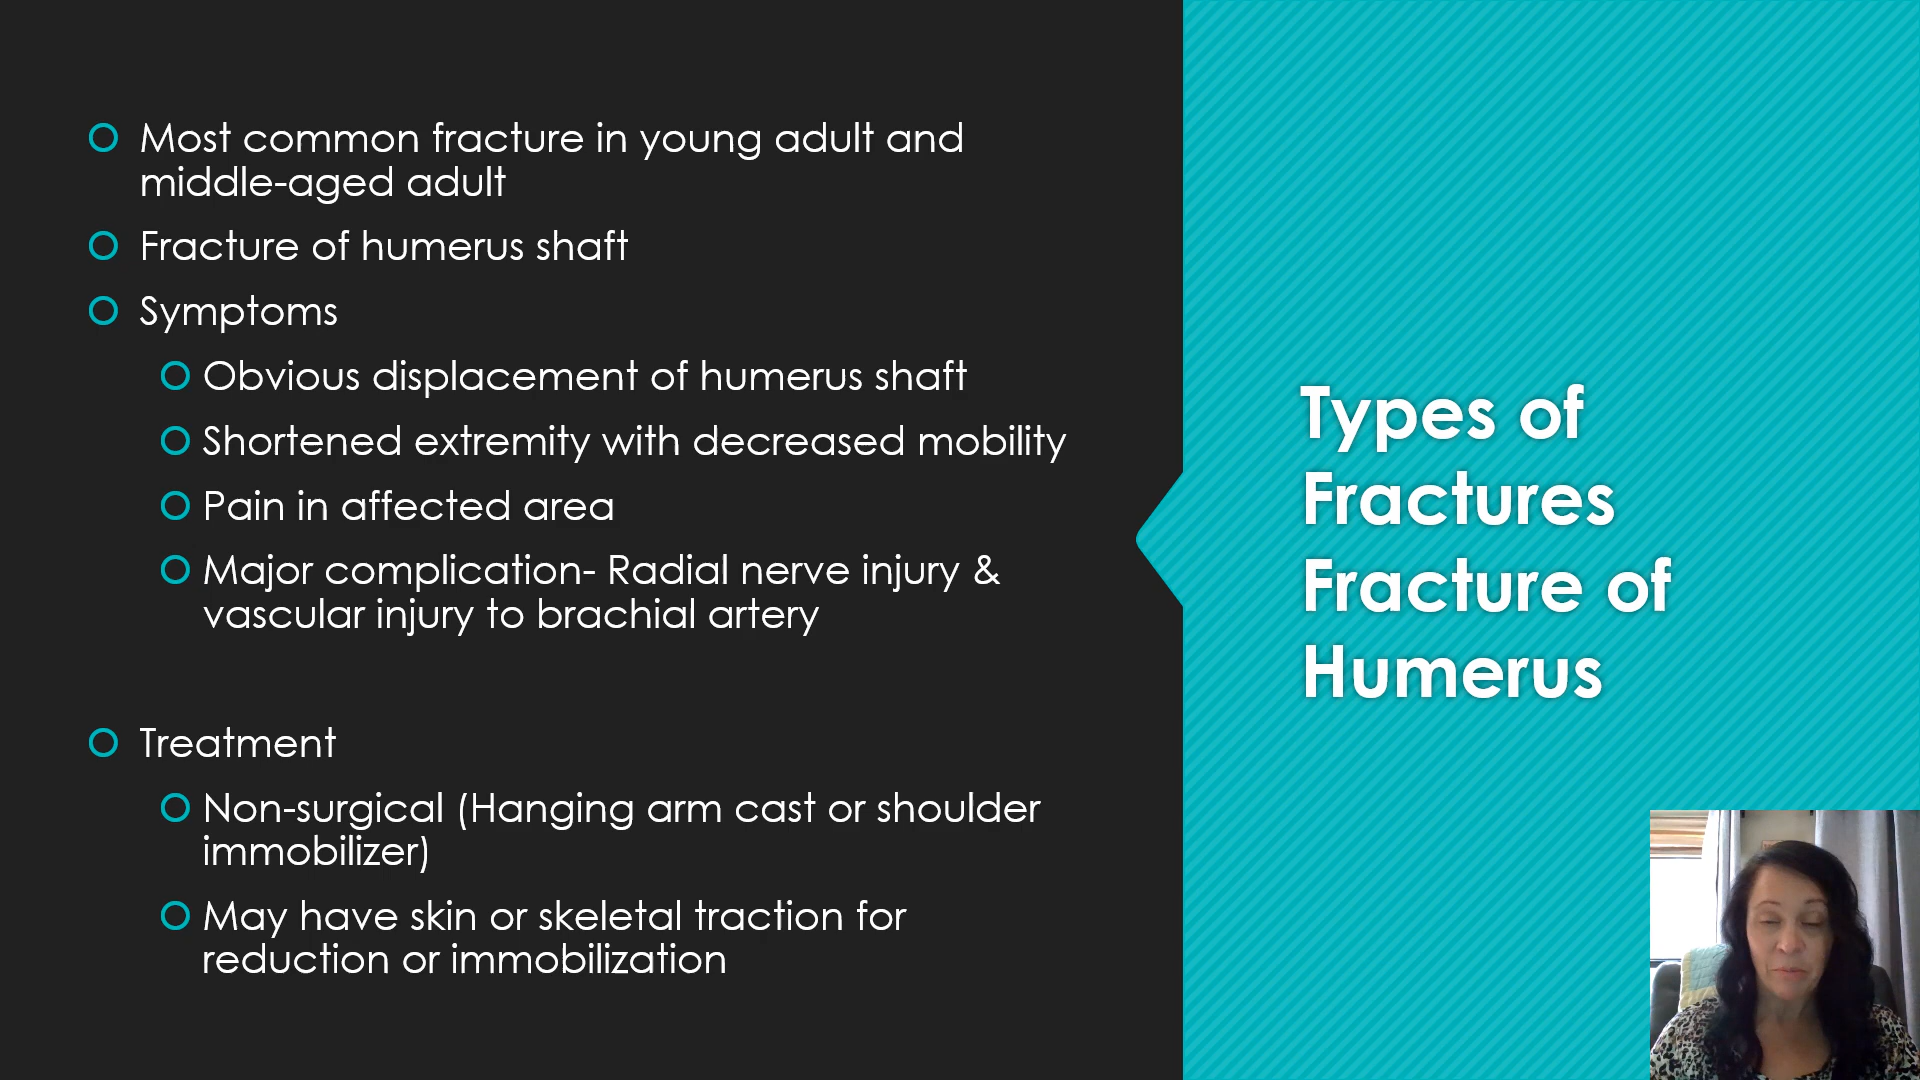 Most common fracture in young adult and
middle-aged adult
Fracture of humerus shaft
Symptoms
Obvious displacement of humerus shaft
Shortened extremity with decreased mobility
Pain in affected area
Major complication- Radial nerve injury &
vascular injury to brachial artery
Treatment
Non-surgical (Hanging arm cast or shoulder
immobilizer)
May have skin or skeletal traction for
reduction or immobilization
Types of
Fractures
Fracture of
Humerus